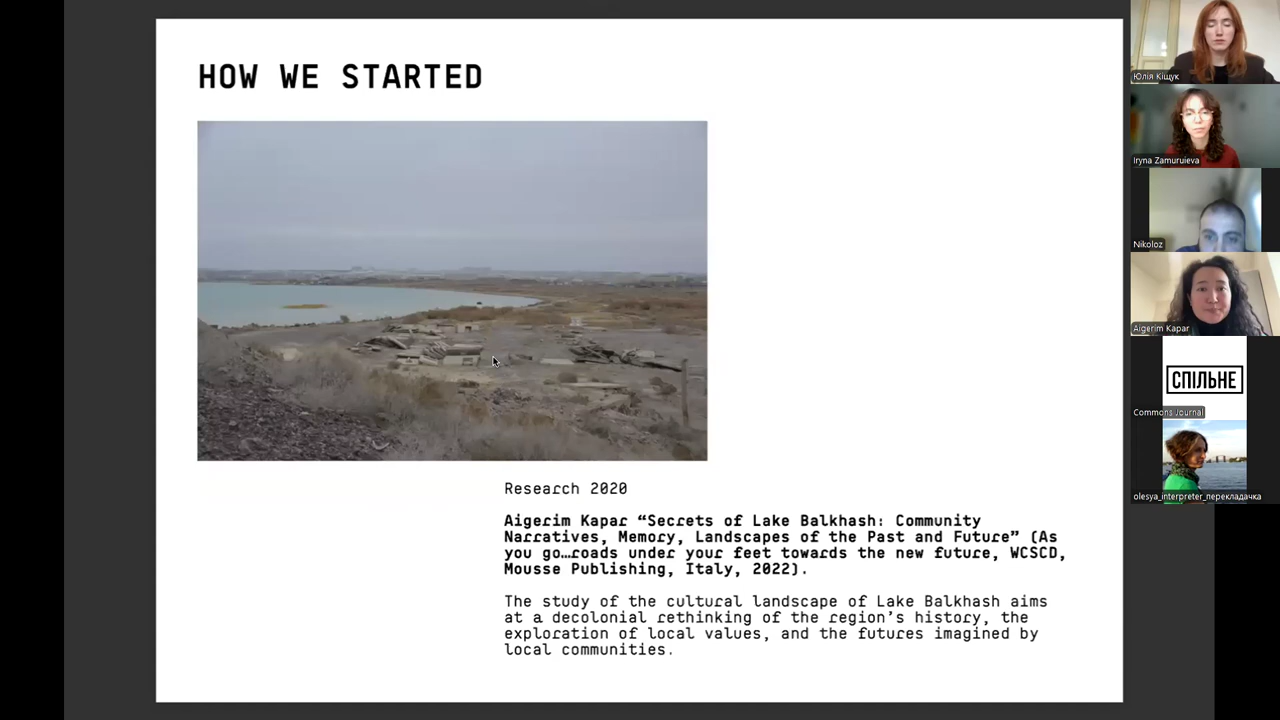 HOW WE STARTED
Research 2020
Aigerim Kapar “Secrets of Lake Balkhash: Community
Narratives, Memory, Landscapes of the Past and Future” (As
you go…roads under your feet towards the new future, WCSCD,
Mousse Publishing, Italy, 2022).
The study of the cultural landscape of Lake Balkhash aims
at a decolonial rethinking of the region’s history, the
exploration of local values, and the futures imagined by
local communities.
Юлія Кіщук
Iryna Zamuruieva
Nikoloz
Aigerim Kapar
СПІЛЬНЕ
Commons Journal
olesya_interpreter_перекладачка